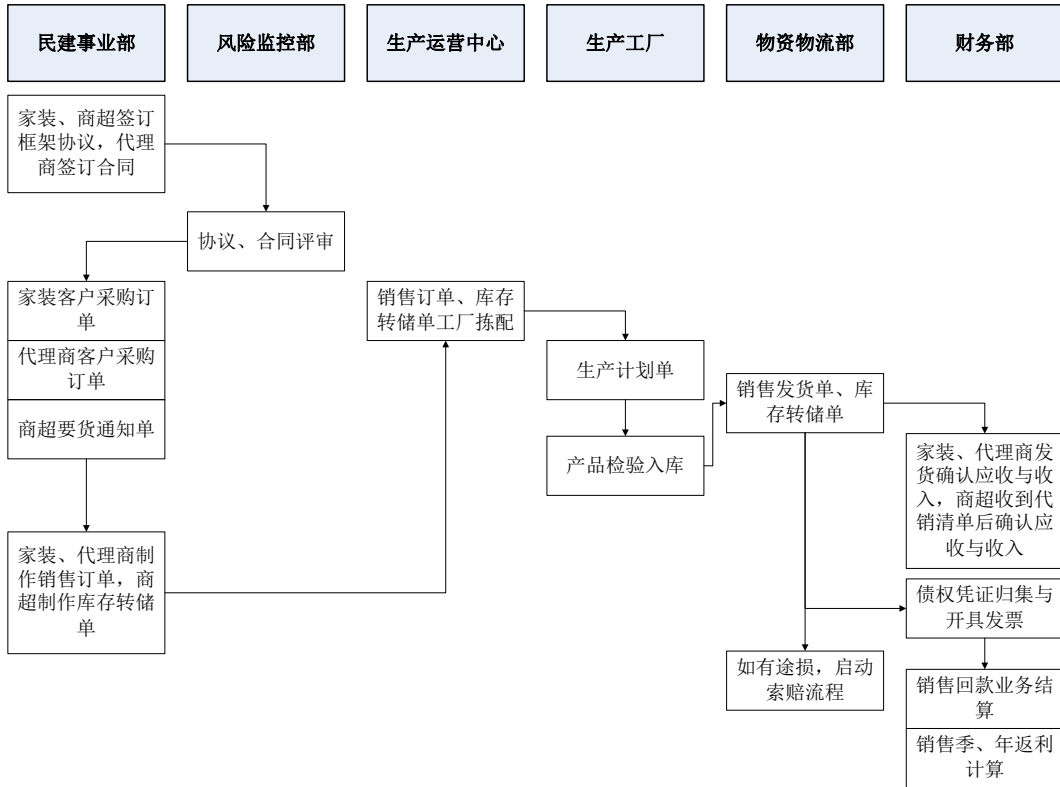 民建事业部
风险监控部
生产运营中心
生产工厂
物资物流部
财务部
家装、商超签订
框架协议，代理
商签订合同
协议、合同评审
家装客户采购订
单
代理商客户采购
订单
商超要货通知单
家装、代理商制
作销售订单，商
超制作库存转储
单
销售订单、库存
转储单工厂拣配
生产计划单
产品检验入库
销售发货单、库
存转储单
如有途损，启动
索赔流程
家装、代理商发
货确认应收与收
入，商超收到代
销清单后确认应
收与收入
债权凭证归集与
开具发票
销售回款业务结
算
销售季、年返利
计算